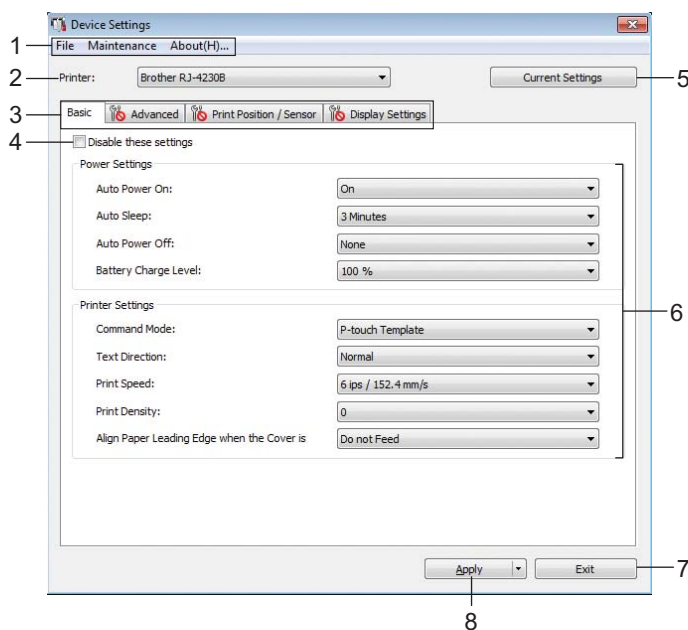 Device Settings
1 File Maintenance About(H)...
2 Printer: Brother RJ-4230B Current Settings 5
3 Basic Advanced Print Position / Sensor Display Settings
4 Disable these settings
Power Settings
Auto Power On: On
Auto Sleep: 3 Minutes
Auto Power Off: None
Battery Charge Level: 100 %
Printer Settings
6
Command Mode: P-touch Template
Text Direction: Normal
Print Speed: 6 ips / 152.4 mm/s
Print Density: 0
Align Paper Leading Edge when the Cover is Do not Feed
Apply Exit 7
8